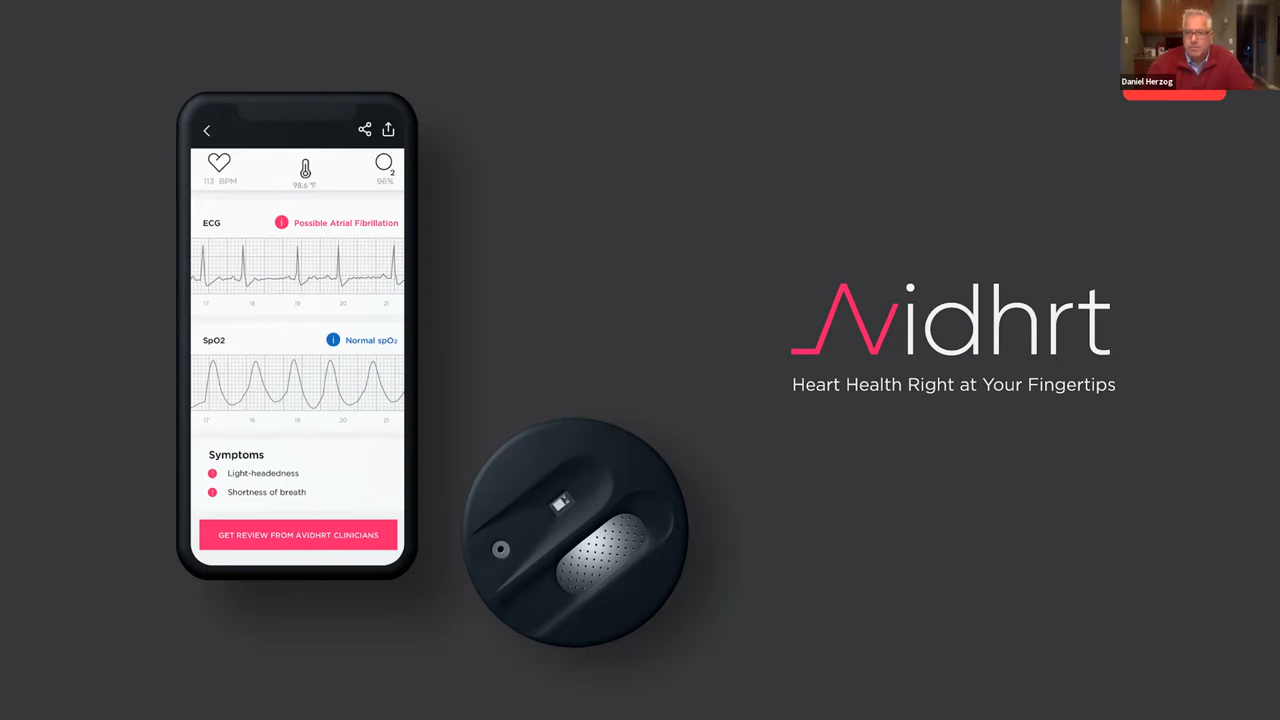 Daniel Herzog
113 BPM
98.6 °F
2
96%
ECG
i Possible Atrial Fibrillation
17 18 19 20 21
SpO2
i Normal spO₂
17 18 19 20 21
Symptoms
! Light-headedness
! Shortness of breath
GET REVIEW FROM AVIDHRT CLINICIANS
Avidhrt
Heart Health Right at Your Fingertips